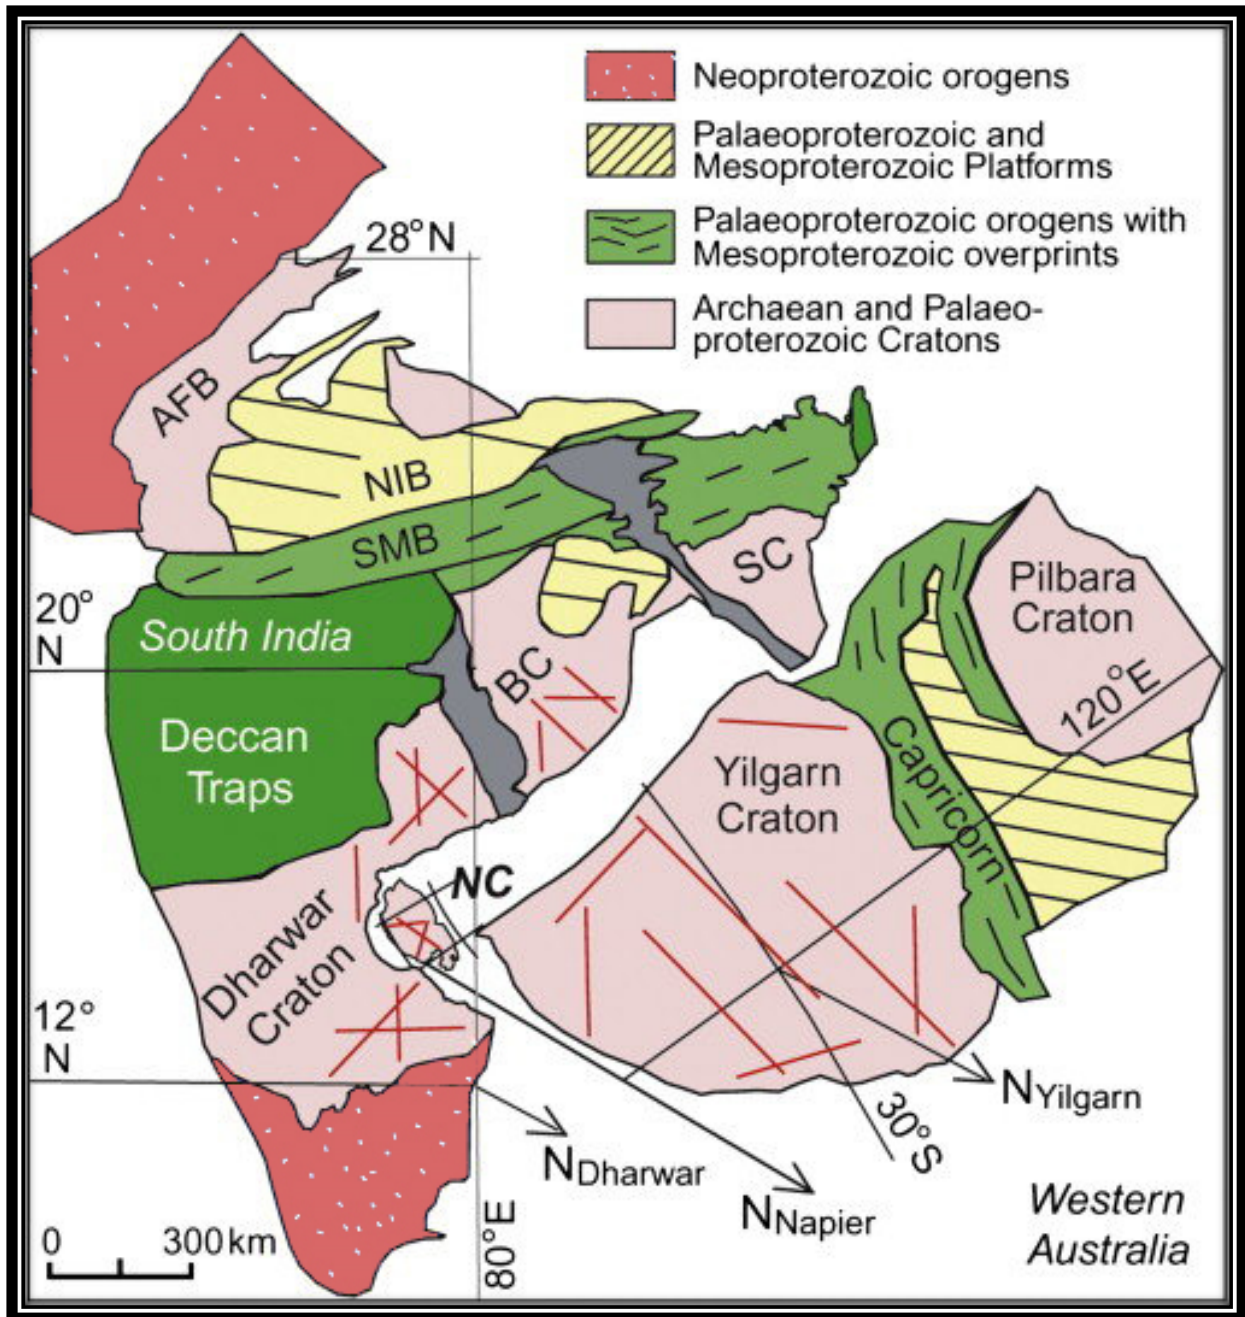 Neoproterozoic orogens
Palaeoproterozoic and
Mesoproterozoic Platforms
Palaeoproterozoic orogens with
Mesoproterozoic overprints
Archaean and Palaeo-
proterozoic Cratons
28°N
AFB
NIB
SMB
SC
20°
N
South India
BC
Pilbara
Craton
120°E
Deccan
Traps
Yilgarn
Craton
Capricorn
NC
Dharwar
Craton
12°
N
NYilgarn
30°S
NDharwar
NNapier
80°E
0 300 km
Western
Australia